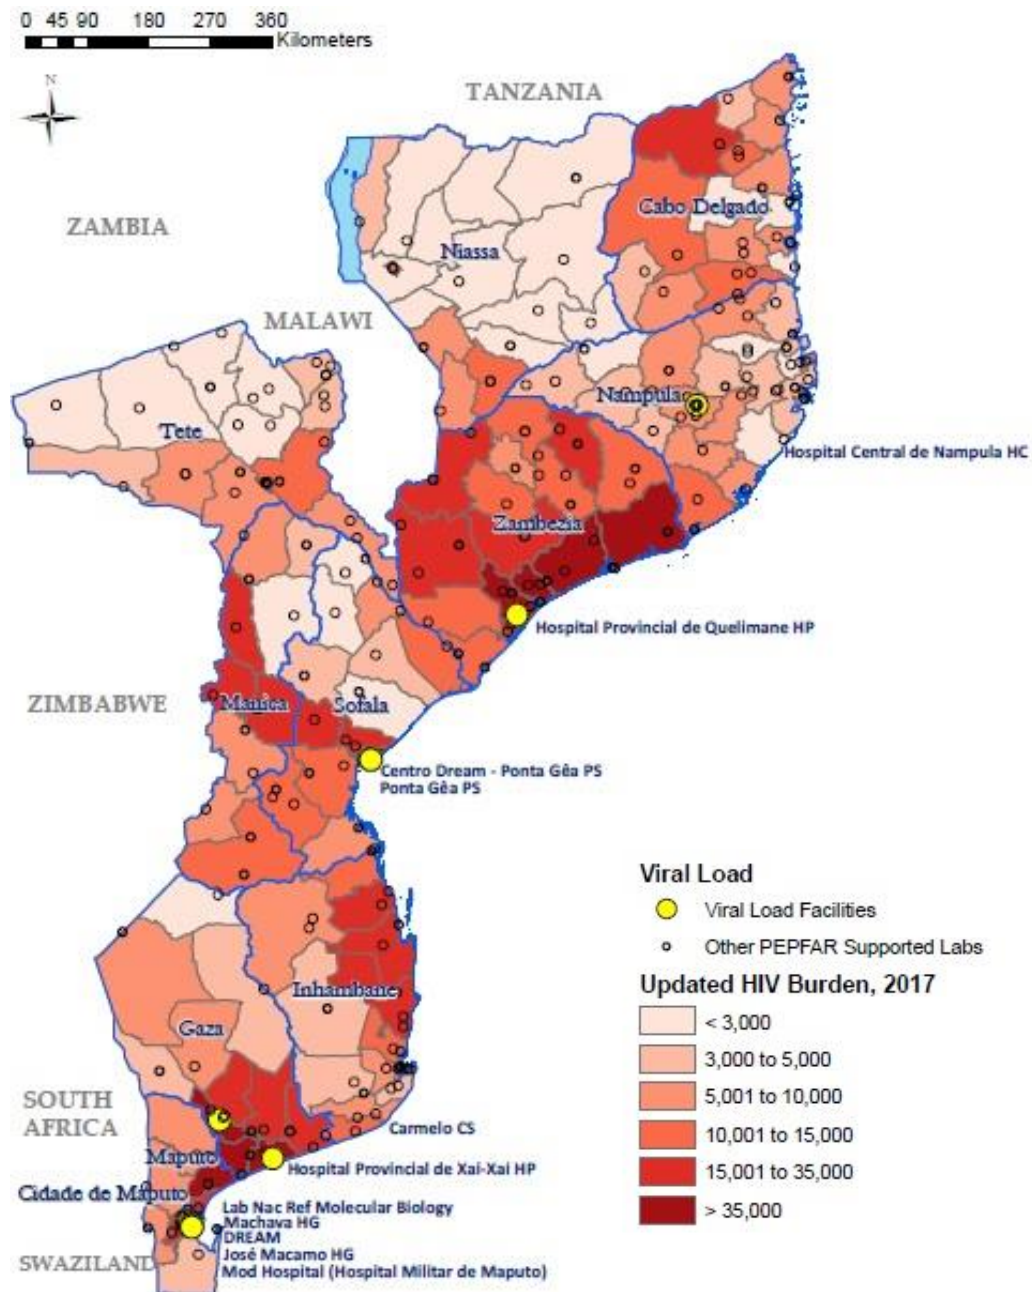 0 45 90 180 270 360
Kilometers
N
TANZANIA
ZAMBIA
Cabo Delgado
Niassa
MALAWI
Nampula
Tete
Hospital Central de Nampula HC
Zambezia
Hospital Provincial de Quelimane HP
ZIMBABWE
Manica
Sofala
Centro Dream - Ponta Gêa PS
Ponta Gêa PS
Viral Load
Viral Load Facilities
Other PEPFAR Supported Labs
Updated HIV Burden, 2017
< 3,000
3,000 to 5,000
5,001 to 10,000
10,001 to 15,000
15,001 to 35,000
> 35,000
Inhambane
Gaza
SOUTH
AFRICA
Carmelo CS
Maputo
Hospital Provincial de Xai-Xai HP
Cidade de Maputo
Lab Nac Ref Molecular Biology
Machava HG
DREAM
José Macamo HG
Mod Hospital (Hospital Militar de Maputo)
SWAZILAND